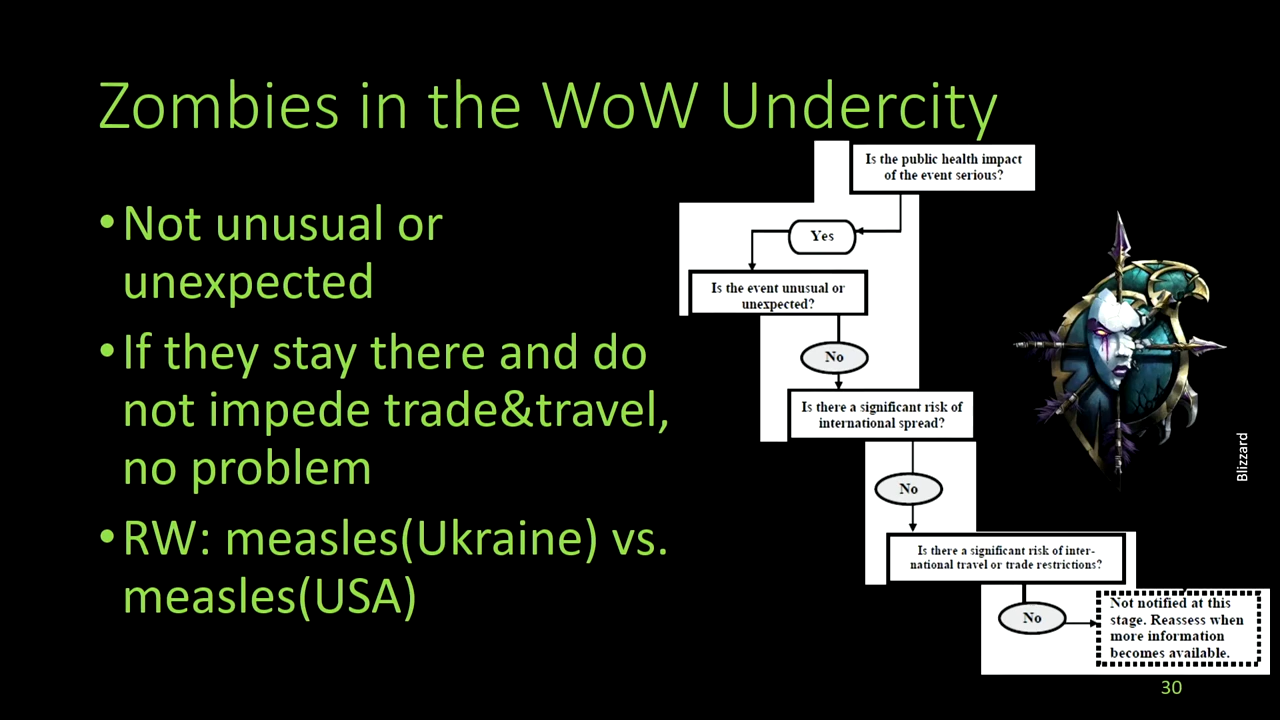 Zombies in the WoW Undercity
•Not unusual or
unexpected
•If they stay there and do
not impede trade&travel,
no problem
•RW: measles(Ukraine) vs.
measles(USA)
Is the public health impact
of the event serious?
Yes
Is the event unusual or
unexpected?
No
Is there a significant risk of
international spread?
No
Is there a significant risk of inter-
national travel or trade restrictions?
No
Not notified at this
stage. Reassess when
more information
becomes available.
Blizzard
30